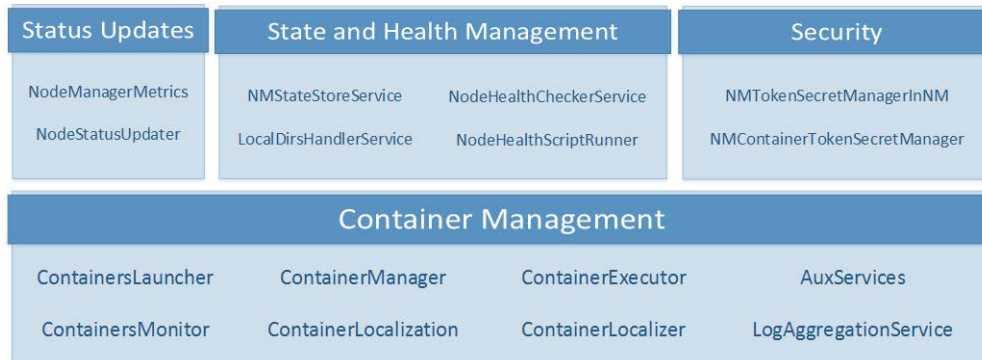 Status Updates
NodeManagerMetrics
NodeStatusUpdater
State and Health Management
NMStateStoreService
NodeHealthCheckerService
LocalDirsHandlerService
NodeHealthScriptRunner
Security
NMTokenSecretManagerInNM
NMContainerTokenSecretManager
Container Management
ContainersLauncher
ContainerManager
ContainerExecutor
AuxServices
ContainersMonitor
ContainerLocalization
ContainerLocalizer
LogAggregationService